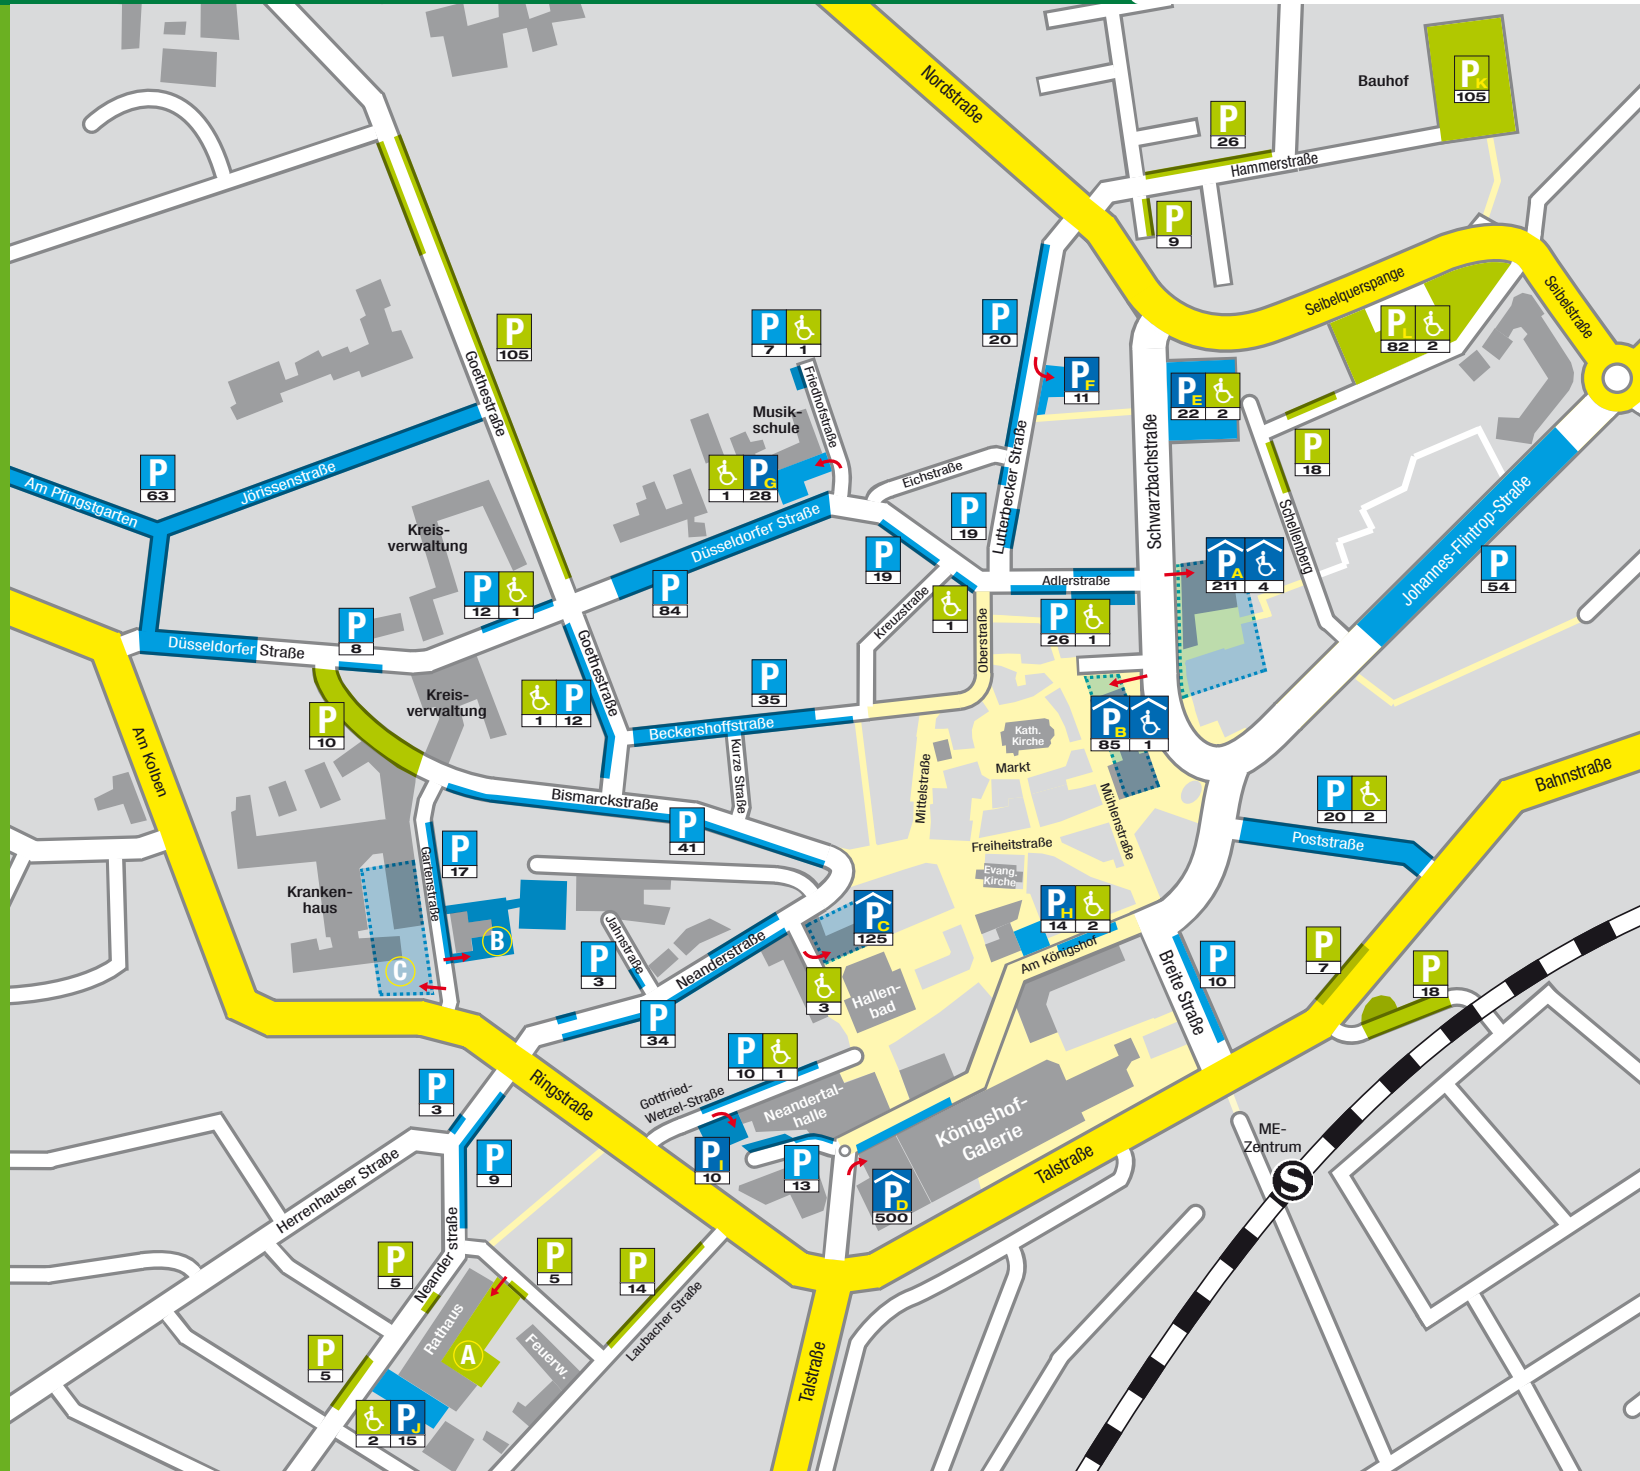 Nordstraße
Bauhof
P K
105
P
26
Hammerstraße
P
9
Seibelquerspange
Seibelstraße
P L
82 2
P
20
P
7 1
P
105
Goethestraße
Friedhofstraße
Musik-
schule
P F
11
P E
22 2
P
18
Schwarzbachstraße
Lutterbecker Straße
Eichstraße
P G
1 28
P
63
Am Pfingstgarten
Jörissenstraße
Kreis-
verwaltung
Düsseldorfer Straße
P
19
P
19
Schellenberg
Johannes-Flintrop-Straße
P
54
P A
211 4
Adlerstraße
P
12 1
P
84
1
P
26 1
Kreuzstraße
Oberstraße
P
8
Düsseldorfer Straße
Goethestraße
Kreis-
verwaltung
P
1 12
P
35
Beckershoffstraße
P
10
Kurze Straße
P B
85 1
Kath.
Kirche
Markt
Mittelstraße
Mühlenstraße
Am Kolben
Bismarckstraße
P
41
Bahnstraße
P
20 2
Poststraße
Freiheitstraße
Evang.
Kirche
P
17
Gartenstraße
Kranken-
haus
B
C
P C
125
P H
14 2
Am Königshof
Jahnstraße
P
3
Neanderstraße
P
34
3
Hallen-
bad
Breite Straße
P
10
P
7
P
18
P
10 1
Gottfried-
Wetzel-Straße
Neandertal-
halle
Königshof-
Galerie
Ringstraße
P
3
P
9
P I
10
P
13
P D
500
Talstraße
ME-
Zentrum
S
Herrenhauser Straße
Neander straße
P
5
P
5
P
14
Laubacher Straße
Rathaus
A
Feuerw.
P
5
P J
2 15
Talstraße